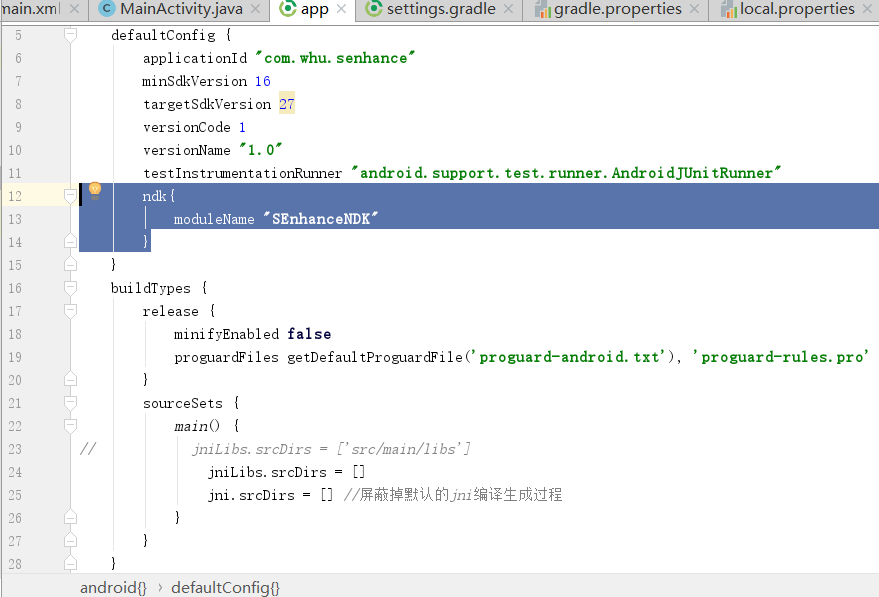 main.xml MainActivity.java app settings.gradle gradle.properties local.properties
5 defaultConfig {
6 applicationId "com.whu.senhance"
7 minSdkVersion 16
8 targetSdkVersion 27
9 versionCode 1
10 versionName "1.0"
11 testInstrumentationRunner "android.support.test.runner.AndroidJUnitRunner"
12 ndk{
13 moduleName "SEnhanceNDK"
14 }
15 }
16 buildTypes {
17 release {
18 minifyEnabled false
19 proguardFiles getDefaultProguardFile('proguard-android.txt'), 'proguard-rules.pro'
20 }
21 sourceSets {
22 main() {
23 // jniLibs.srcDirs = ['src/main/libs']
24 jniLibs.srcDirs = []
25 jni.srcDirs = [] //屏蔽掉默认的jni编译生成过程
26 }
27 }
28 }
android{} › defaultConfig{}